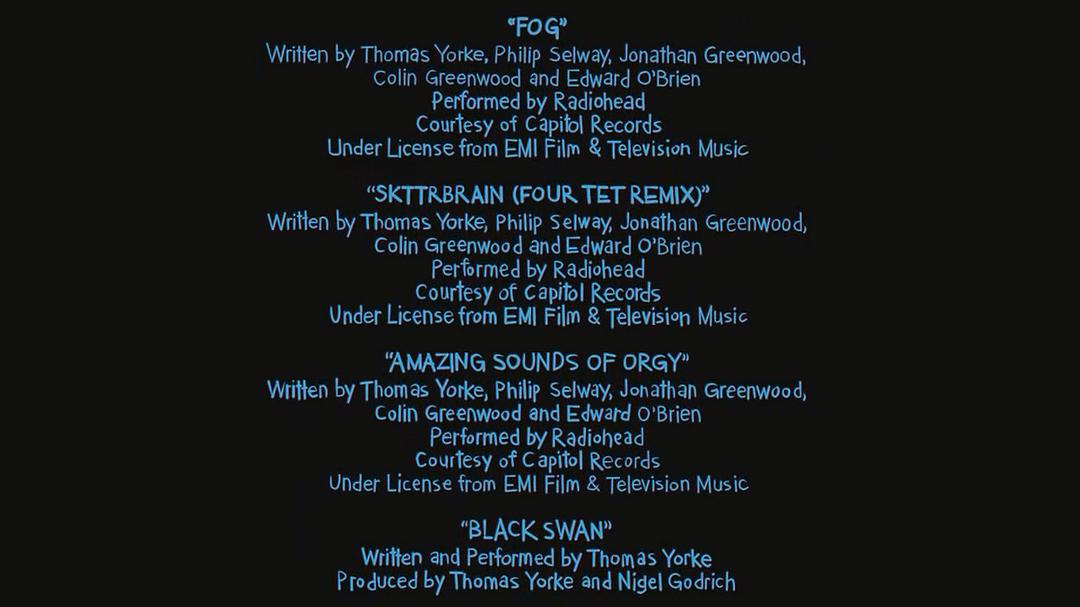 "FOG"
Written by Thomas Yorke, Philip Selway, Jonathan Greenwood,
Colin Greenwood and Edward O'Brien
Performed by Radiohead
Courtesy of Capitol Records
Under License from EMI Film & Television Music
"SKTTRBRAIN (FOUR TET REMIX)"
Written by Thomas Yorke, Philip Selway, Jonathan Greenwood,
Colin Greenwood and Edward O'Brien
Performed by Radiohead
Courtesy of Capitol Records
Under License from EMI Film & Television Music
"AMAZING SOUNDS OF ORGY"
Written by Thomas Yorke, Philip Selway, Jonathan Greenwood,
Colin Greenwood and Edward O'Brien
Performed by Radiohead
Courtesy of Capitol Records
Under License from EMI Film & Television Music
"BLACK SWAN"
Written and Performed by Thomas Yorke
Produced by Thomas Yorke and Nigel Godrich